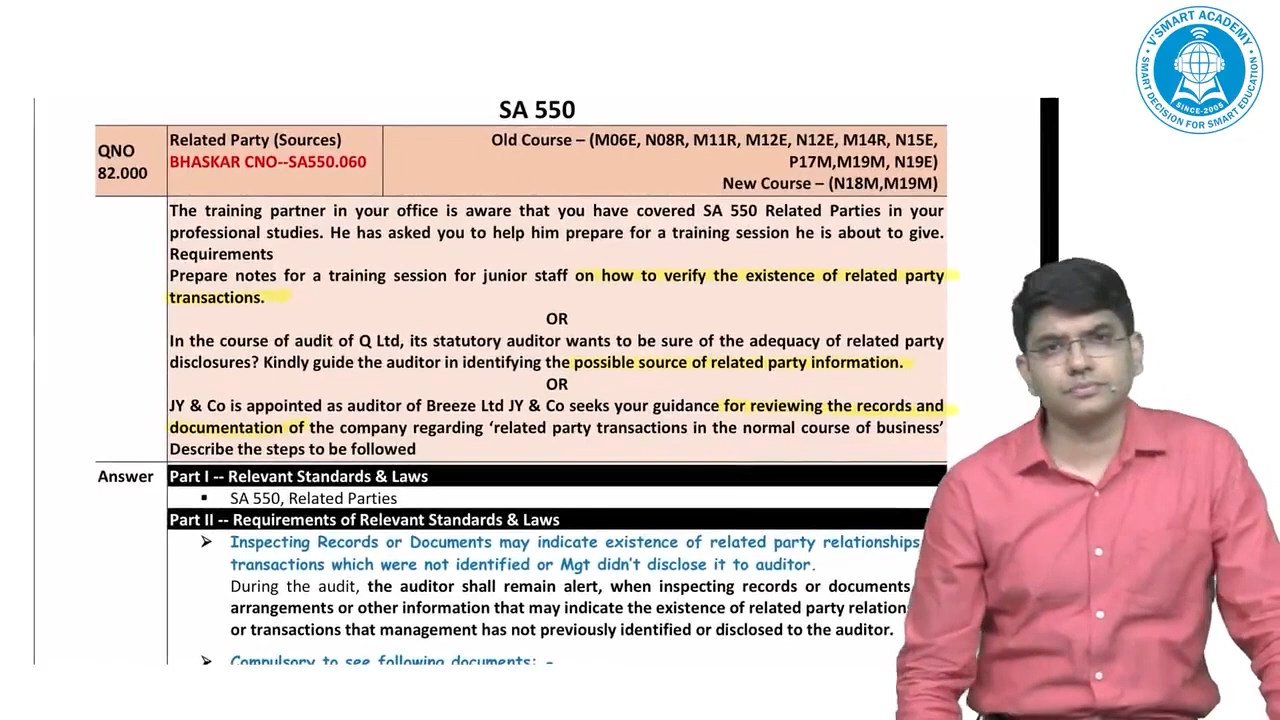 V'SMART ACADEMY
SMART DECISION FOR SMART EDUCATION
SINCE-2005
SA 550
QNO
82.000
Related Party (Sources)
BHASKAR CNO--SA550.060
Old Course – (M06E, N08R, M11R, M12E, N12E, M14R, N15E,
P17M,M19M, N19E)
New Course – (N18M,M19M)
The training partner in your office is aware that you have covered SA 550 Related Parties in your
professional studies. He has asked you to help him prepare for a training session he is about to give.
Requirements
Prepare notes for a training session for junior staff on how to verify the existence of related party
transactions.
OR
In the course of audit of Q Ltd, its statutory auditor wants to be sure of the adequacy of related party
disclosures? Kindly guide the auditor in identifying the possible source of related party information.
OR
JY & Co is appointed as auditor of Breeze Ltd JY & Co seeks your guidance for reviewing the records and
documentation of the company regarding ‘related party transactions in the normal course of business’
Describe the steps to be followed
Answer
Part I -- Relevant Standards & Laws
▪ SA 550, Related Parties
Part II -- Requirements of Relevant Standards & Laws
➢ Inspecting Records or Documents may indicate existence of related party relationships
transactions which were not identified or Mgt didn’t disclose it to auditor.
During the audit, the auditor shall remain alert, when inspecting records or documents
arrangements or other information that may indicate the existence of related party relation
or transactions that management has not previously identified or disclosed to the auditor.
➢ Compulsory to see following documents: -